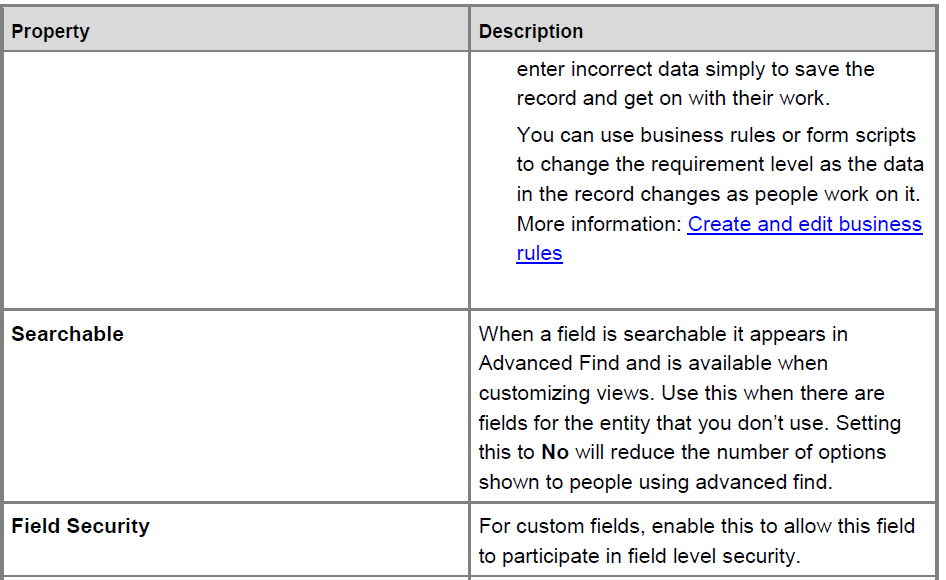 Property
Description
enter incorrect data simply to save the
record and get on with their work.
You can use business rules or form scripts
to change the requirement level as the data
in the record changes as people work on it.
More information: Create and edit business
rules
Searchable
When a field is searchable it appears in
Advanced Find and is available when
customizing views. Use this when there are
fields for the entity that you don’t use. Setting
this to No will reduce the number of options
shown to people using advanced find.
Field Security
For custom fields, enable this to allow this field
to participate in field level security.